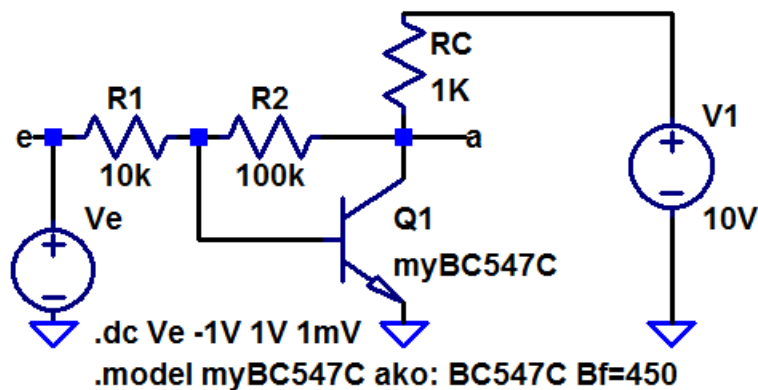 RC
1K
R1
R2
V1
e
a
10k
100k
Ve
Q1
10V
myBC547C
.dc Ve -1V 1V 1mV
.model myBC547C ako: BC547C Bf=450